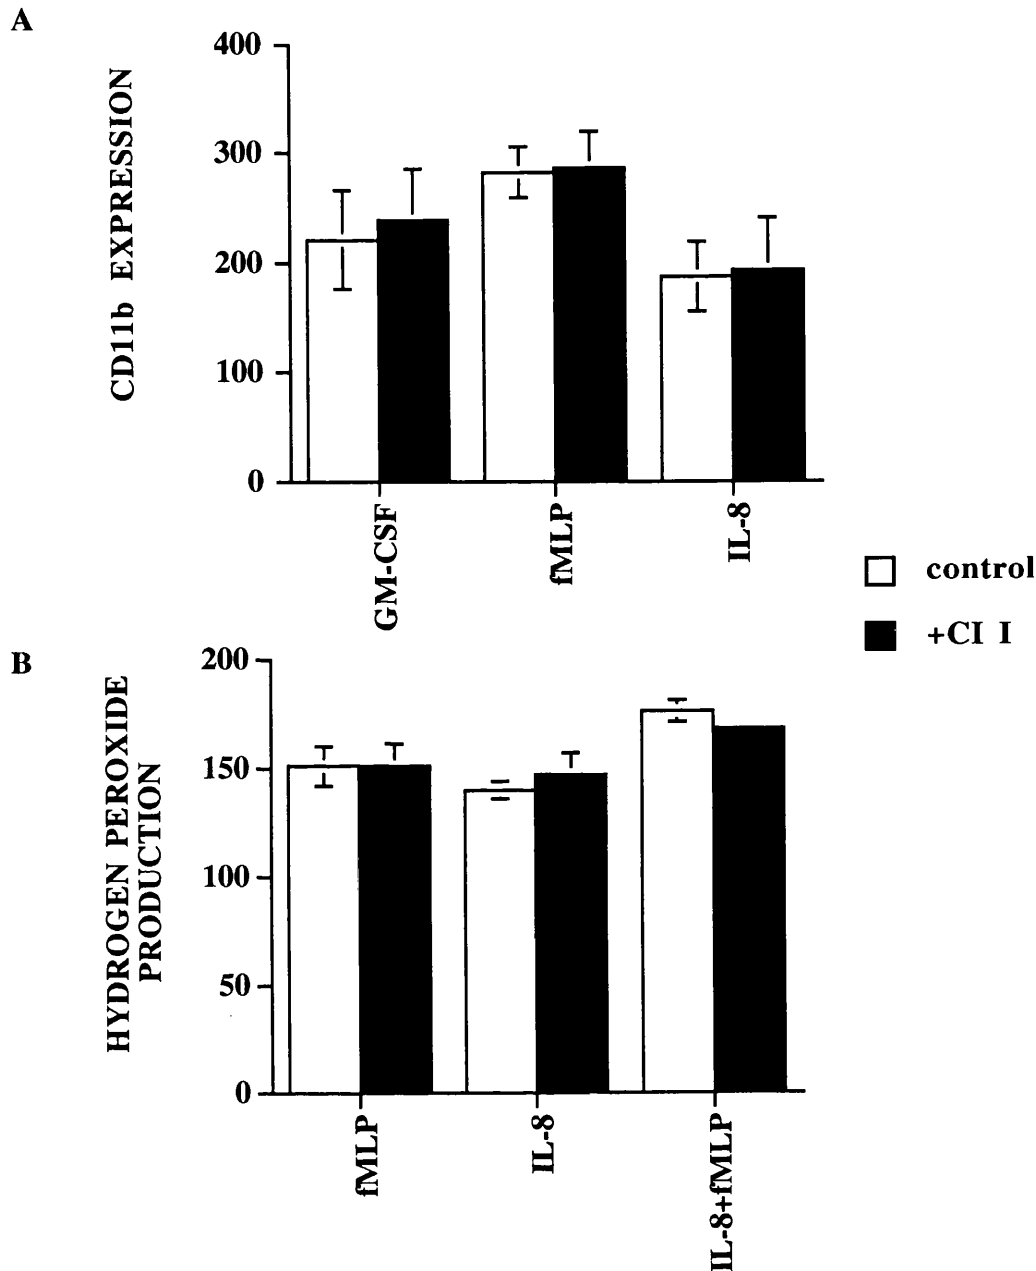 A
CD11b EXPRESSION
400
300
200
100
0
GM-CSF
fMLP
IL-8
control
+CI I
B
HYDROGEN PEROXIDE
PRODUCTION
200
150
100
50
0
fMLP
IL-8
IL-8+fMLP